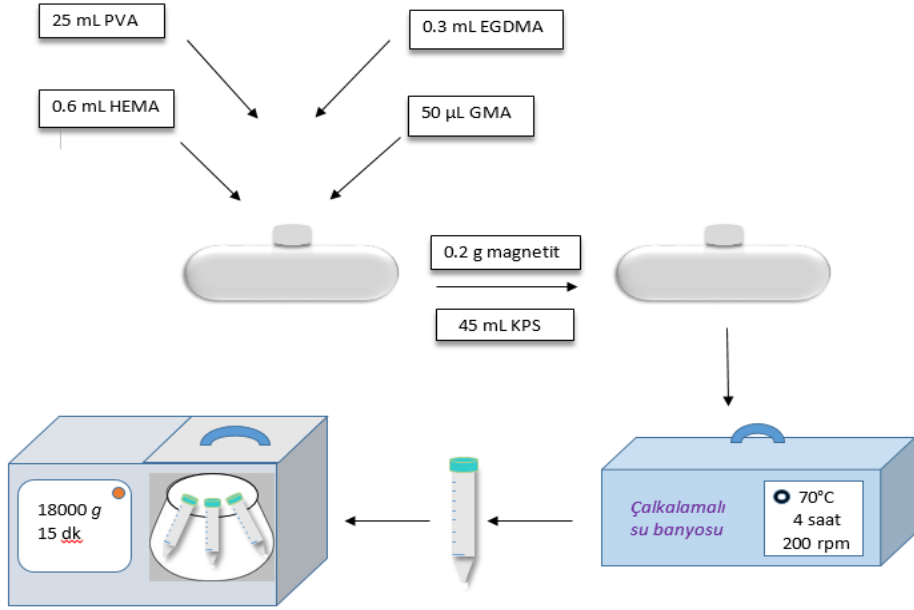 25 mL PVA
0.3 mL EGDMA
0.6 mL HEMA
50 µL GMA
0.2 g magnetit
45 mL KPS
18000 g
15 dk
Çalkalamalı
su banyosu
70°C
4 saat
200 rpm